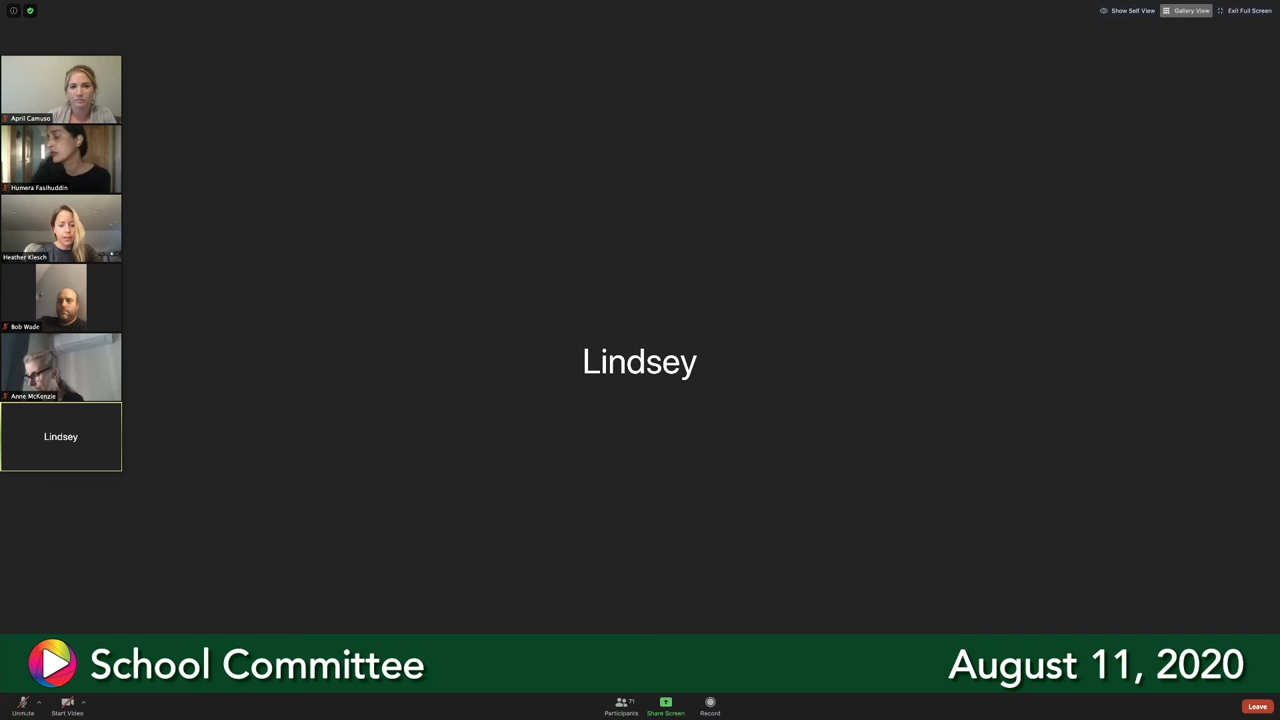 Show Self View
Gallery View
Exit Full Screen
April Camuso
Humera Fasihuddin
Heather Klesch
Bob Wade
Anne McKenzie
Lindsey
Lindsey
School Committee
August 11, 2020
Unmute
Start Video
71
Participants
Share Screen
Record
Leave